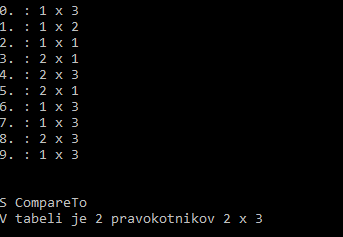 0. : 1 x 3
1. : 1 x 2
2. : 1 x 1
3. : 2 x 1
4. : 2 x 3
5. : 2 x 1
6. : 1 x 3
7. : 1 x 3
8. : 2 x 3
9. : 1 x 3
S CompareTo
V tabeli je 2 pravokotnikov 2 x 3